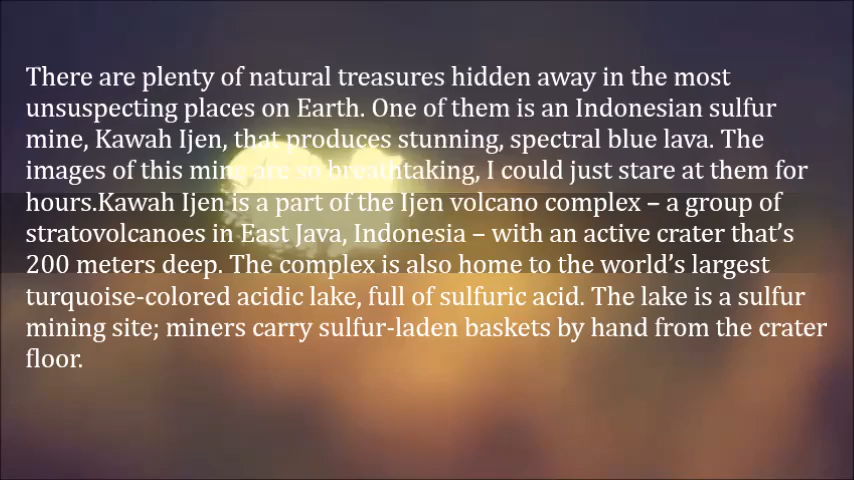 There are plenty of natural treasures hidden away in the most
unsuspecting places on Earth. One of them is an Indonesian sulfur
mine, Kawah Ijen, that produces stunning, spectral blue lava. The
images of this mine are so breathtaking, I could just stare at them for
hours.Kawah Ijen is a part of the Ijen volcano complex – a group of
stratovolcanoes in East Java, Indonesia – with an active crater that’s
200 meters deep. The complex is also home to the world’s largest
turquoise-colored acidic lake, full of sulfuric acid. The lake is a sulfur
mining site; miners carry sulfur-laden baskets by hand from the crater
floor.